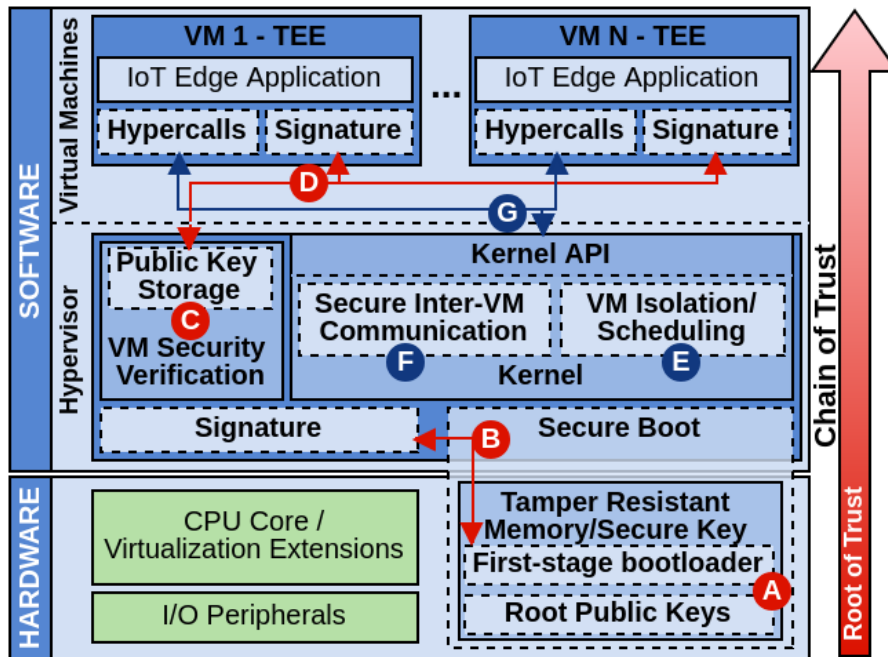 SOFTWARE
Virtual Machines
VM 1 - TEE
IoT Edge Application
Hypercalls
Signature
...
VM N - TEE
IoT Edge Application
Hypercalls
Signature
D
G
Hypervisor
Public Key
Storage
C
VM Security
Verification
Kernel API
Secure Inter-VM
Communication
F
VM Isolation/
Scheduling
E
Kernel
Signature
B
Secure Boot
HARDWARE
CPU Core /
Virtualization Extensions
I/O Peripherals
Tamper Resistant
Memory/Secure Key
First-stage bootloader
A
Root Public Keys
Chain of Trust
Root of Trust